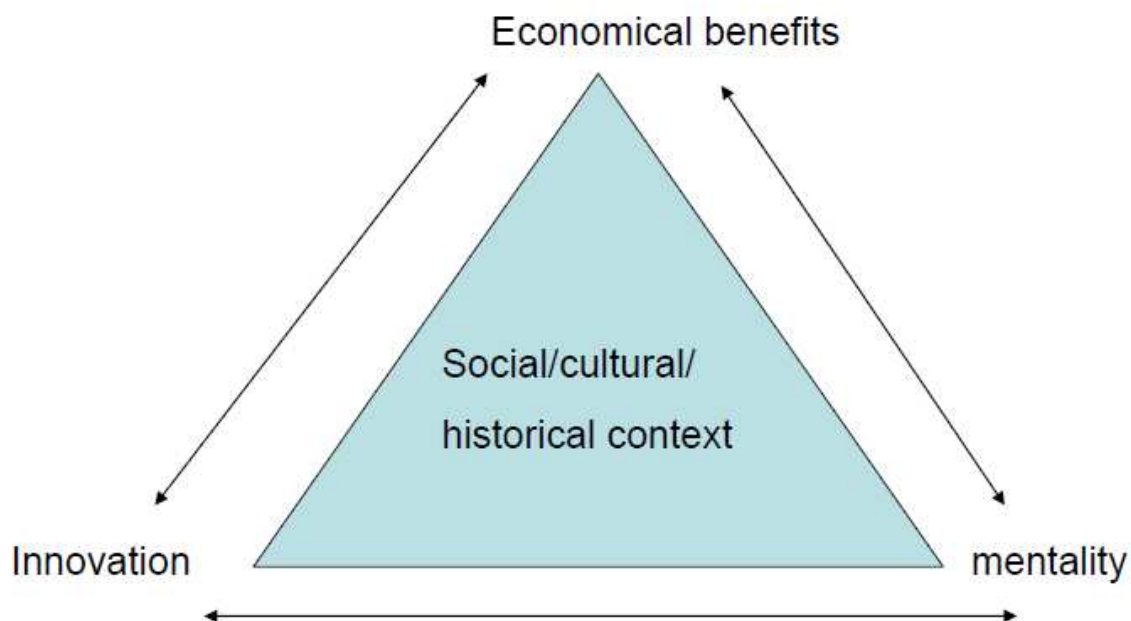 Economical benefits
Social/cultural/
historical context
Innovation
mentality